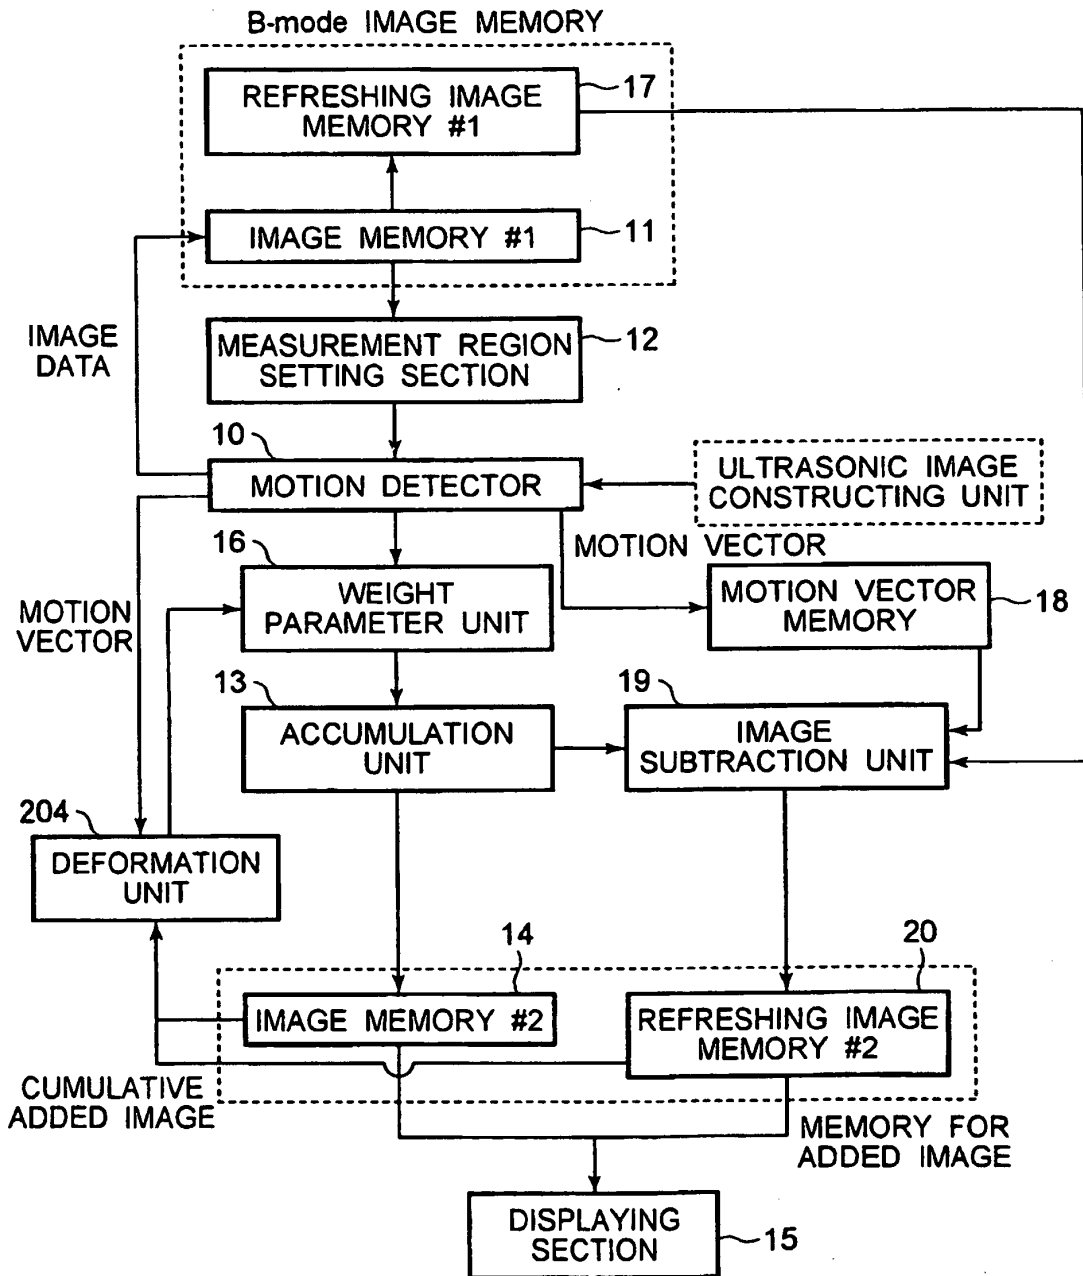 B-mode IMAGE MEMORY
REFRESHING IMAGE
MEMORY #1
17
IMAGE MEMORY #1
11
IMAGE
DATA
MEASUREMENT REGION
SETTING SECTION
12
10
MOTION DETECTOR
ULTRASONIC IMAGE
CONSTRUCTING UNIT
MOTION VECTOR
16
WEIGHT
PARAMETER UNIT
MOTION
VECTOR
MOTION VECTOR
MEMORY
18
13
ACCUMULATION
UNIT
19
IMAGE
SUBTRACTION UNIT
204
DEFORMATION
UNIT
14
IMAGE MEMORY #2
20
REFRESHING IMAGE
MEMORY #2
CUMULATIVE
ADDED IMAGE
MEMORY FOR
ADDED IMAGE
DISPLAYING
SECTION
15